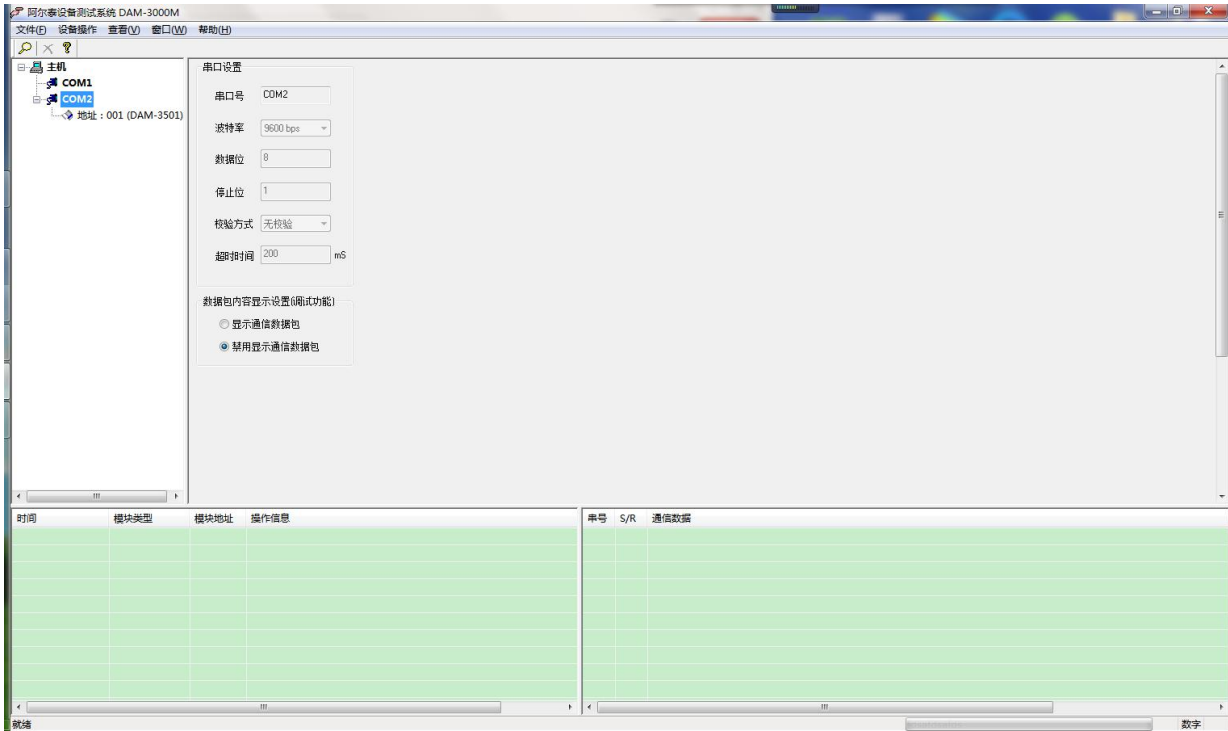 阿尔泰设备测试系统 DAM-3000M
文件(F) 设备操作 查看(V) 窗口(W) 帮助(H)
主机
COM1
COM2
地址：001 (DAM-3501)
串口设置
串口号 COM2
波特率 9600 bps
数据位 8
停止位 1
校验方式 无校验
超时时间 200 mS
数据包内容显示设置(调试功能)
显示通信数据包
禁用显示通信数据包
时间 模块类型 模块地址 操作信息
串号 S/R 通信数据
就绪 数字